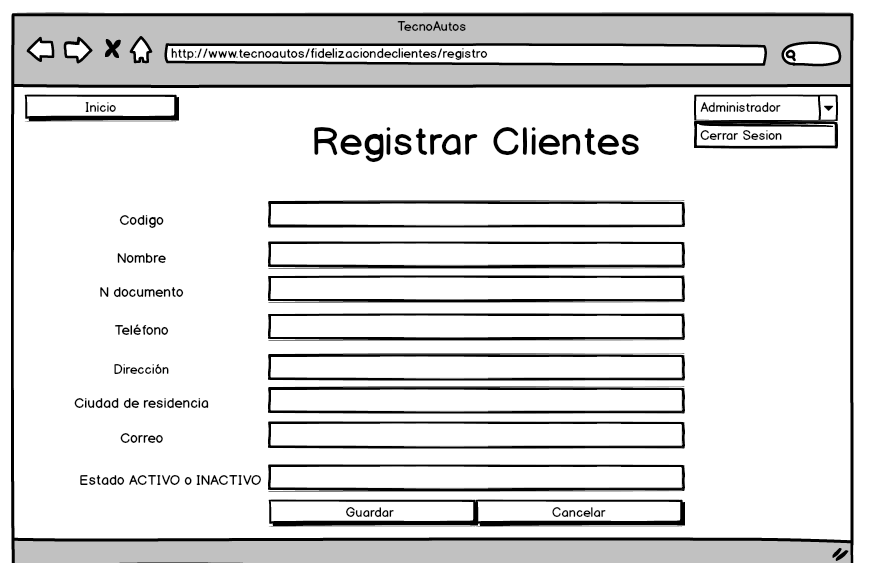 TecnoAutos
http://www.tecnoautos/fidelizaciondeclientes/registro
Inicio
Administrador
Cerrar Sesion
Registrar Clientes
Codigo
Nombre
N documento
Teléfono
Dirección
Ciudad de residencia
Correo
Estado ACTIVO o INACTIVO
Guardar
Cancelar